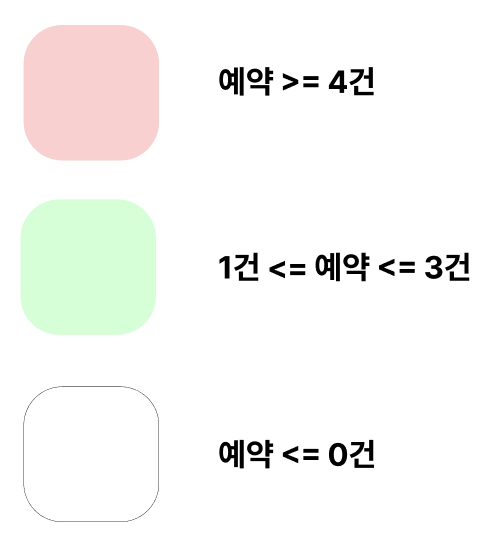 예약 >= 4건
1건 <= 예약 <= 3건
예약 <= 0건